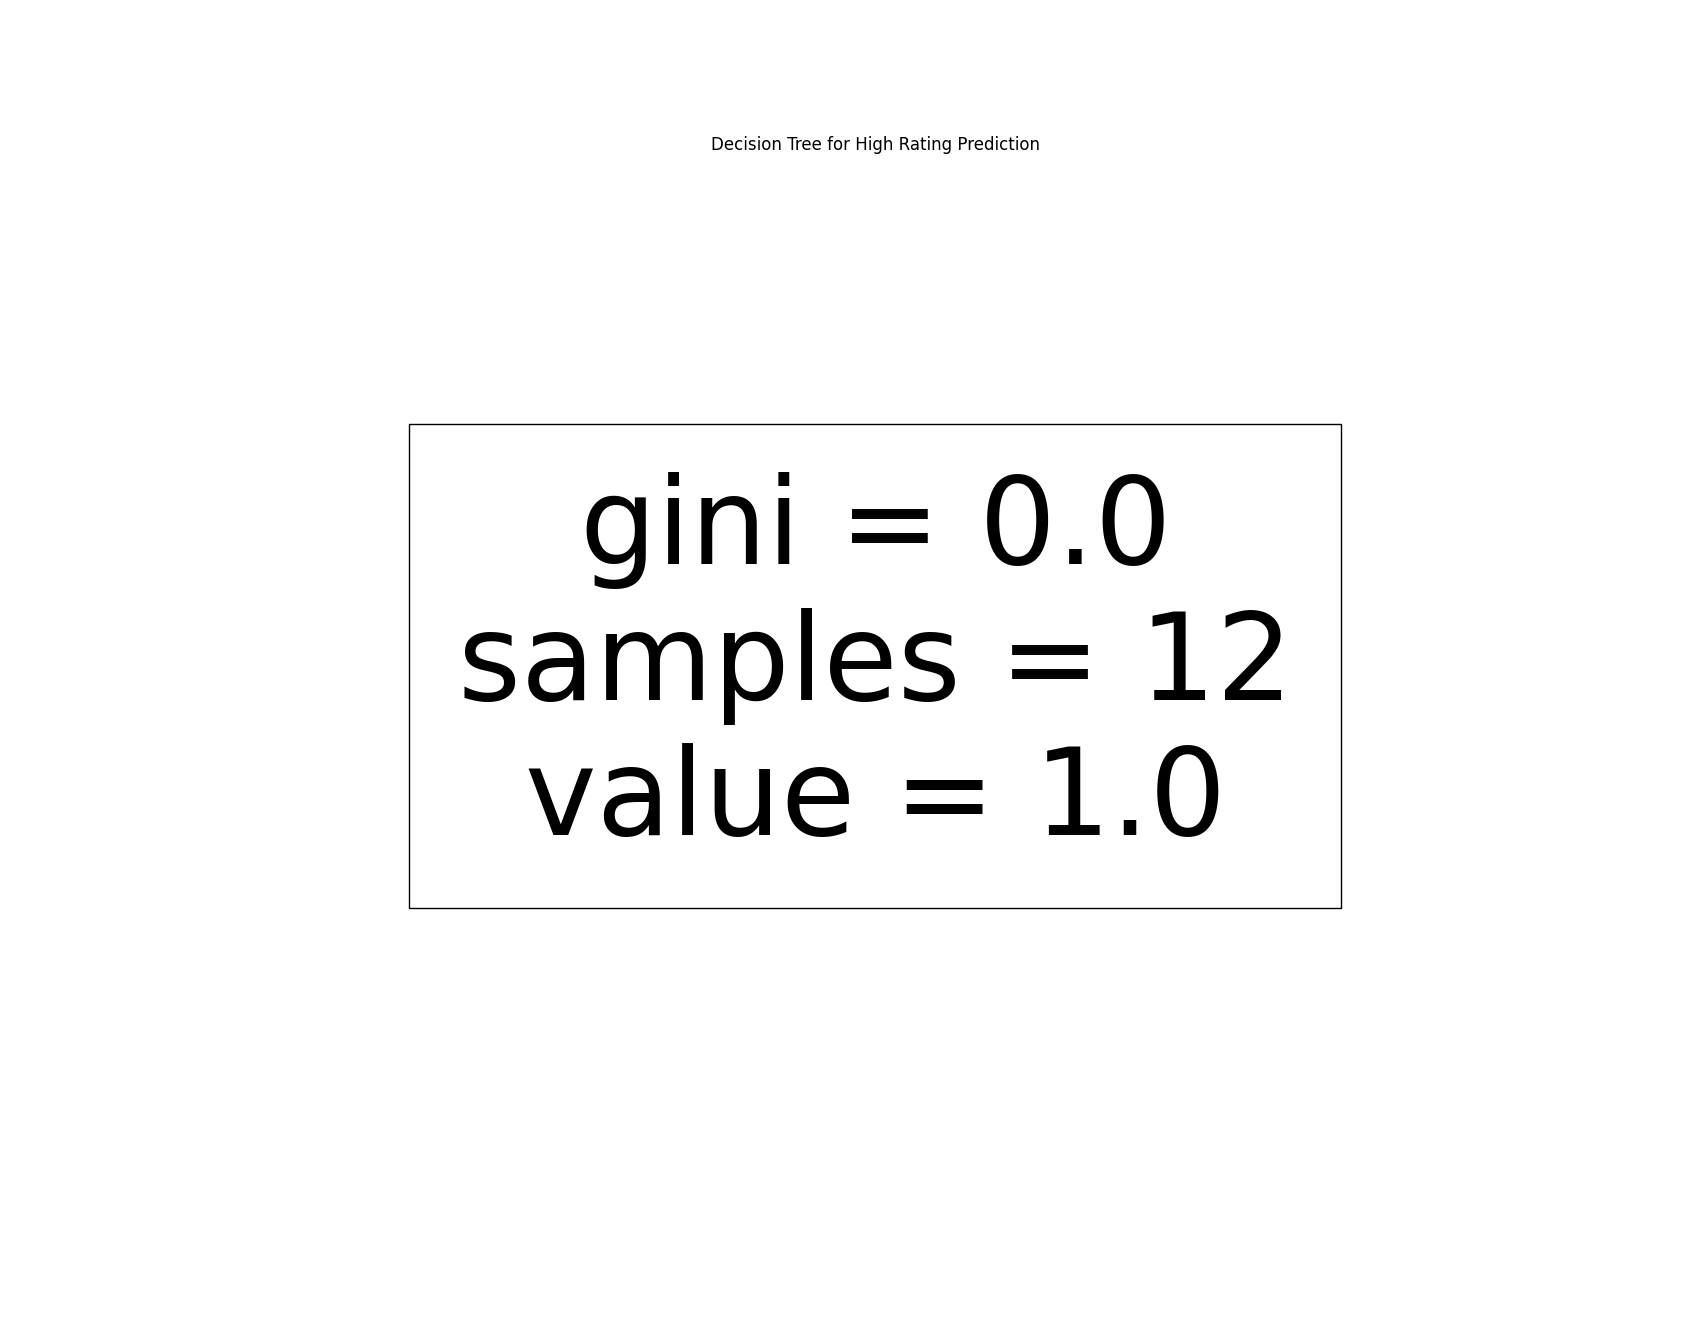 Decision Tree for High Rating Prediction
gini = 0.0
samples = 12
value = 1.0